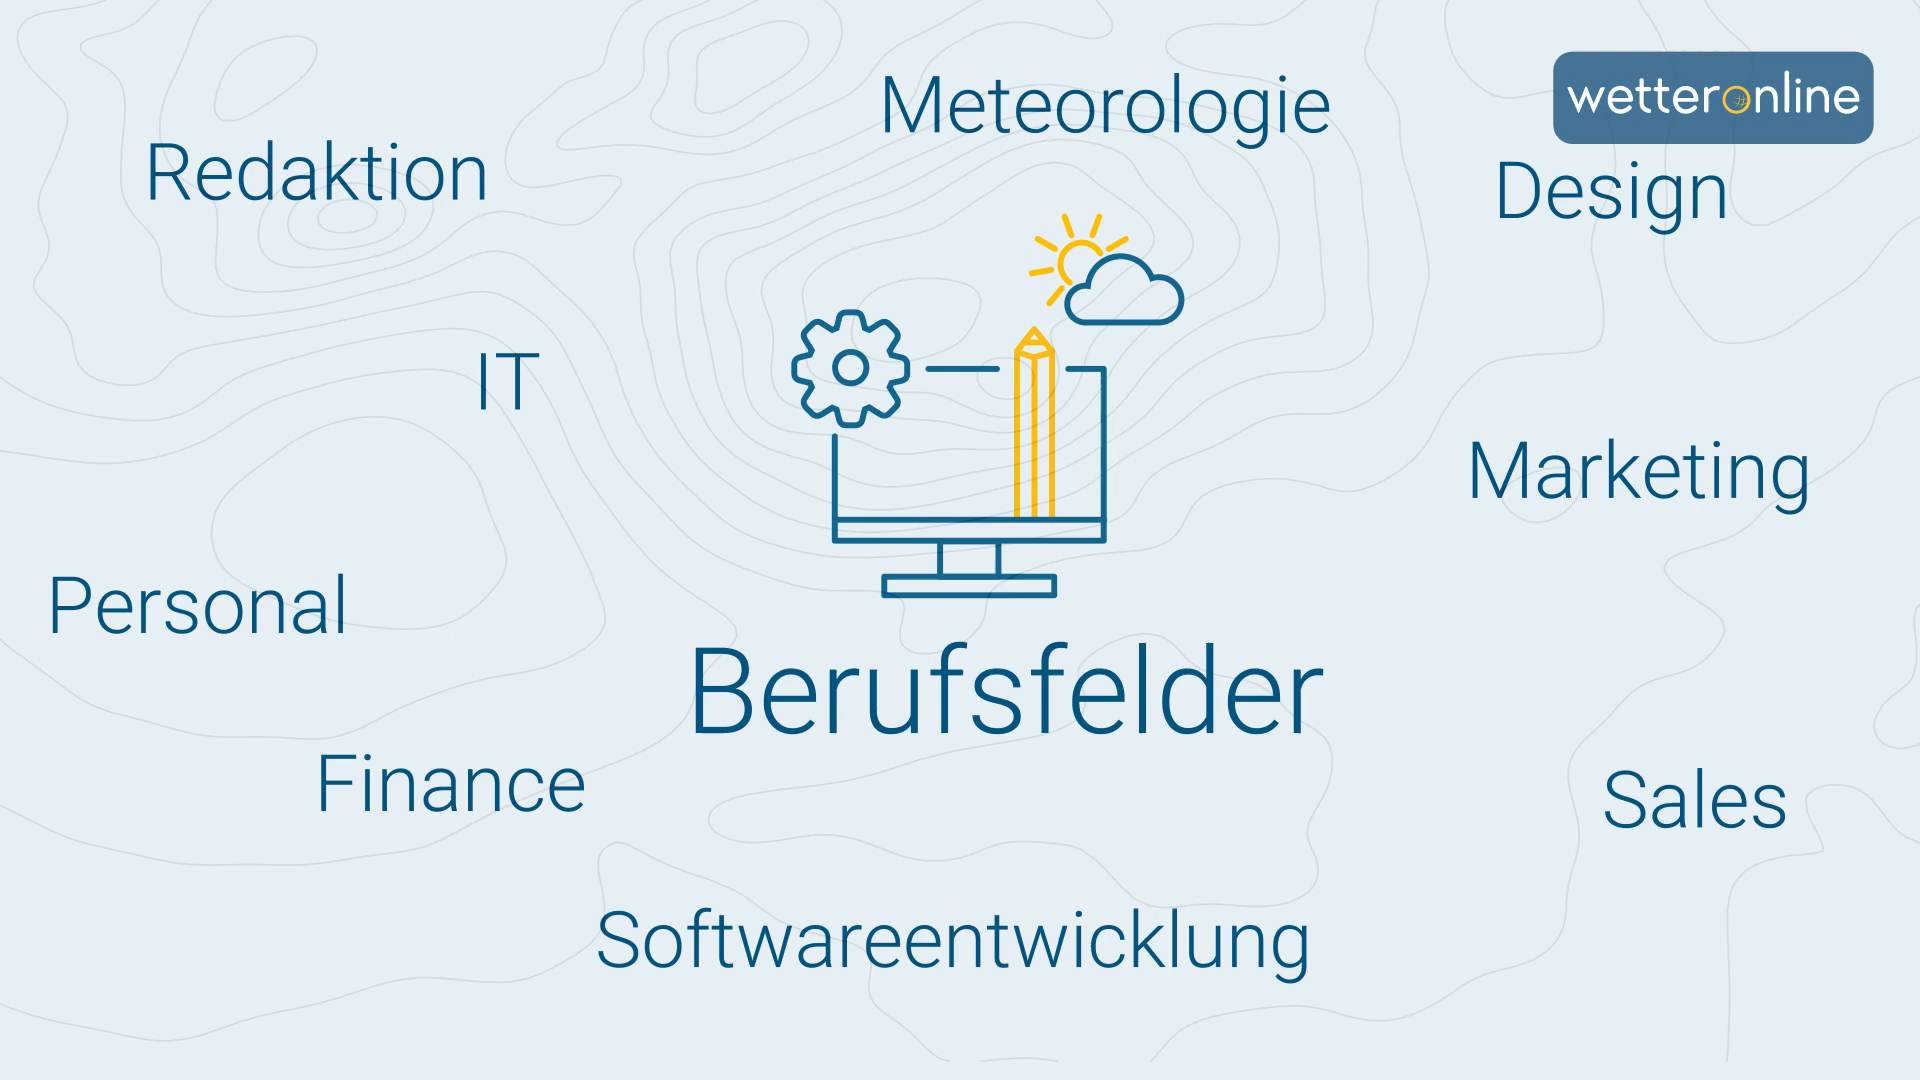 Meteorologie
wetteronline
Redaktion
Design
IT
Marketing
Personal
Berufsfelder
Finance
Sales
Softwareentwicklung